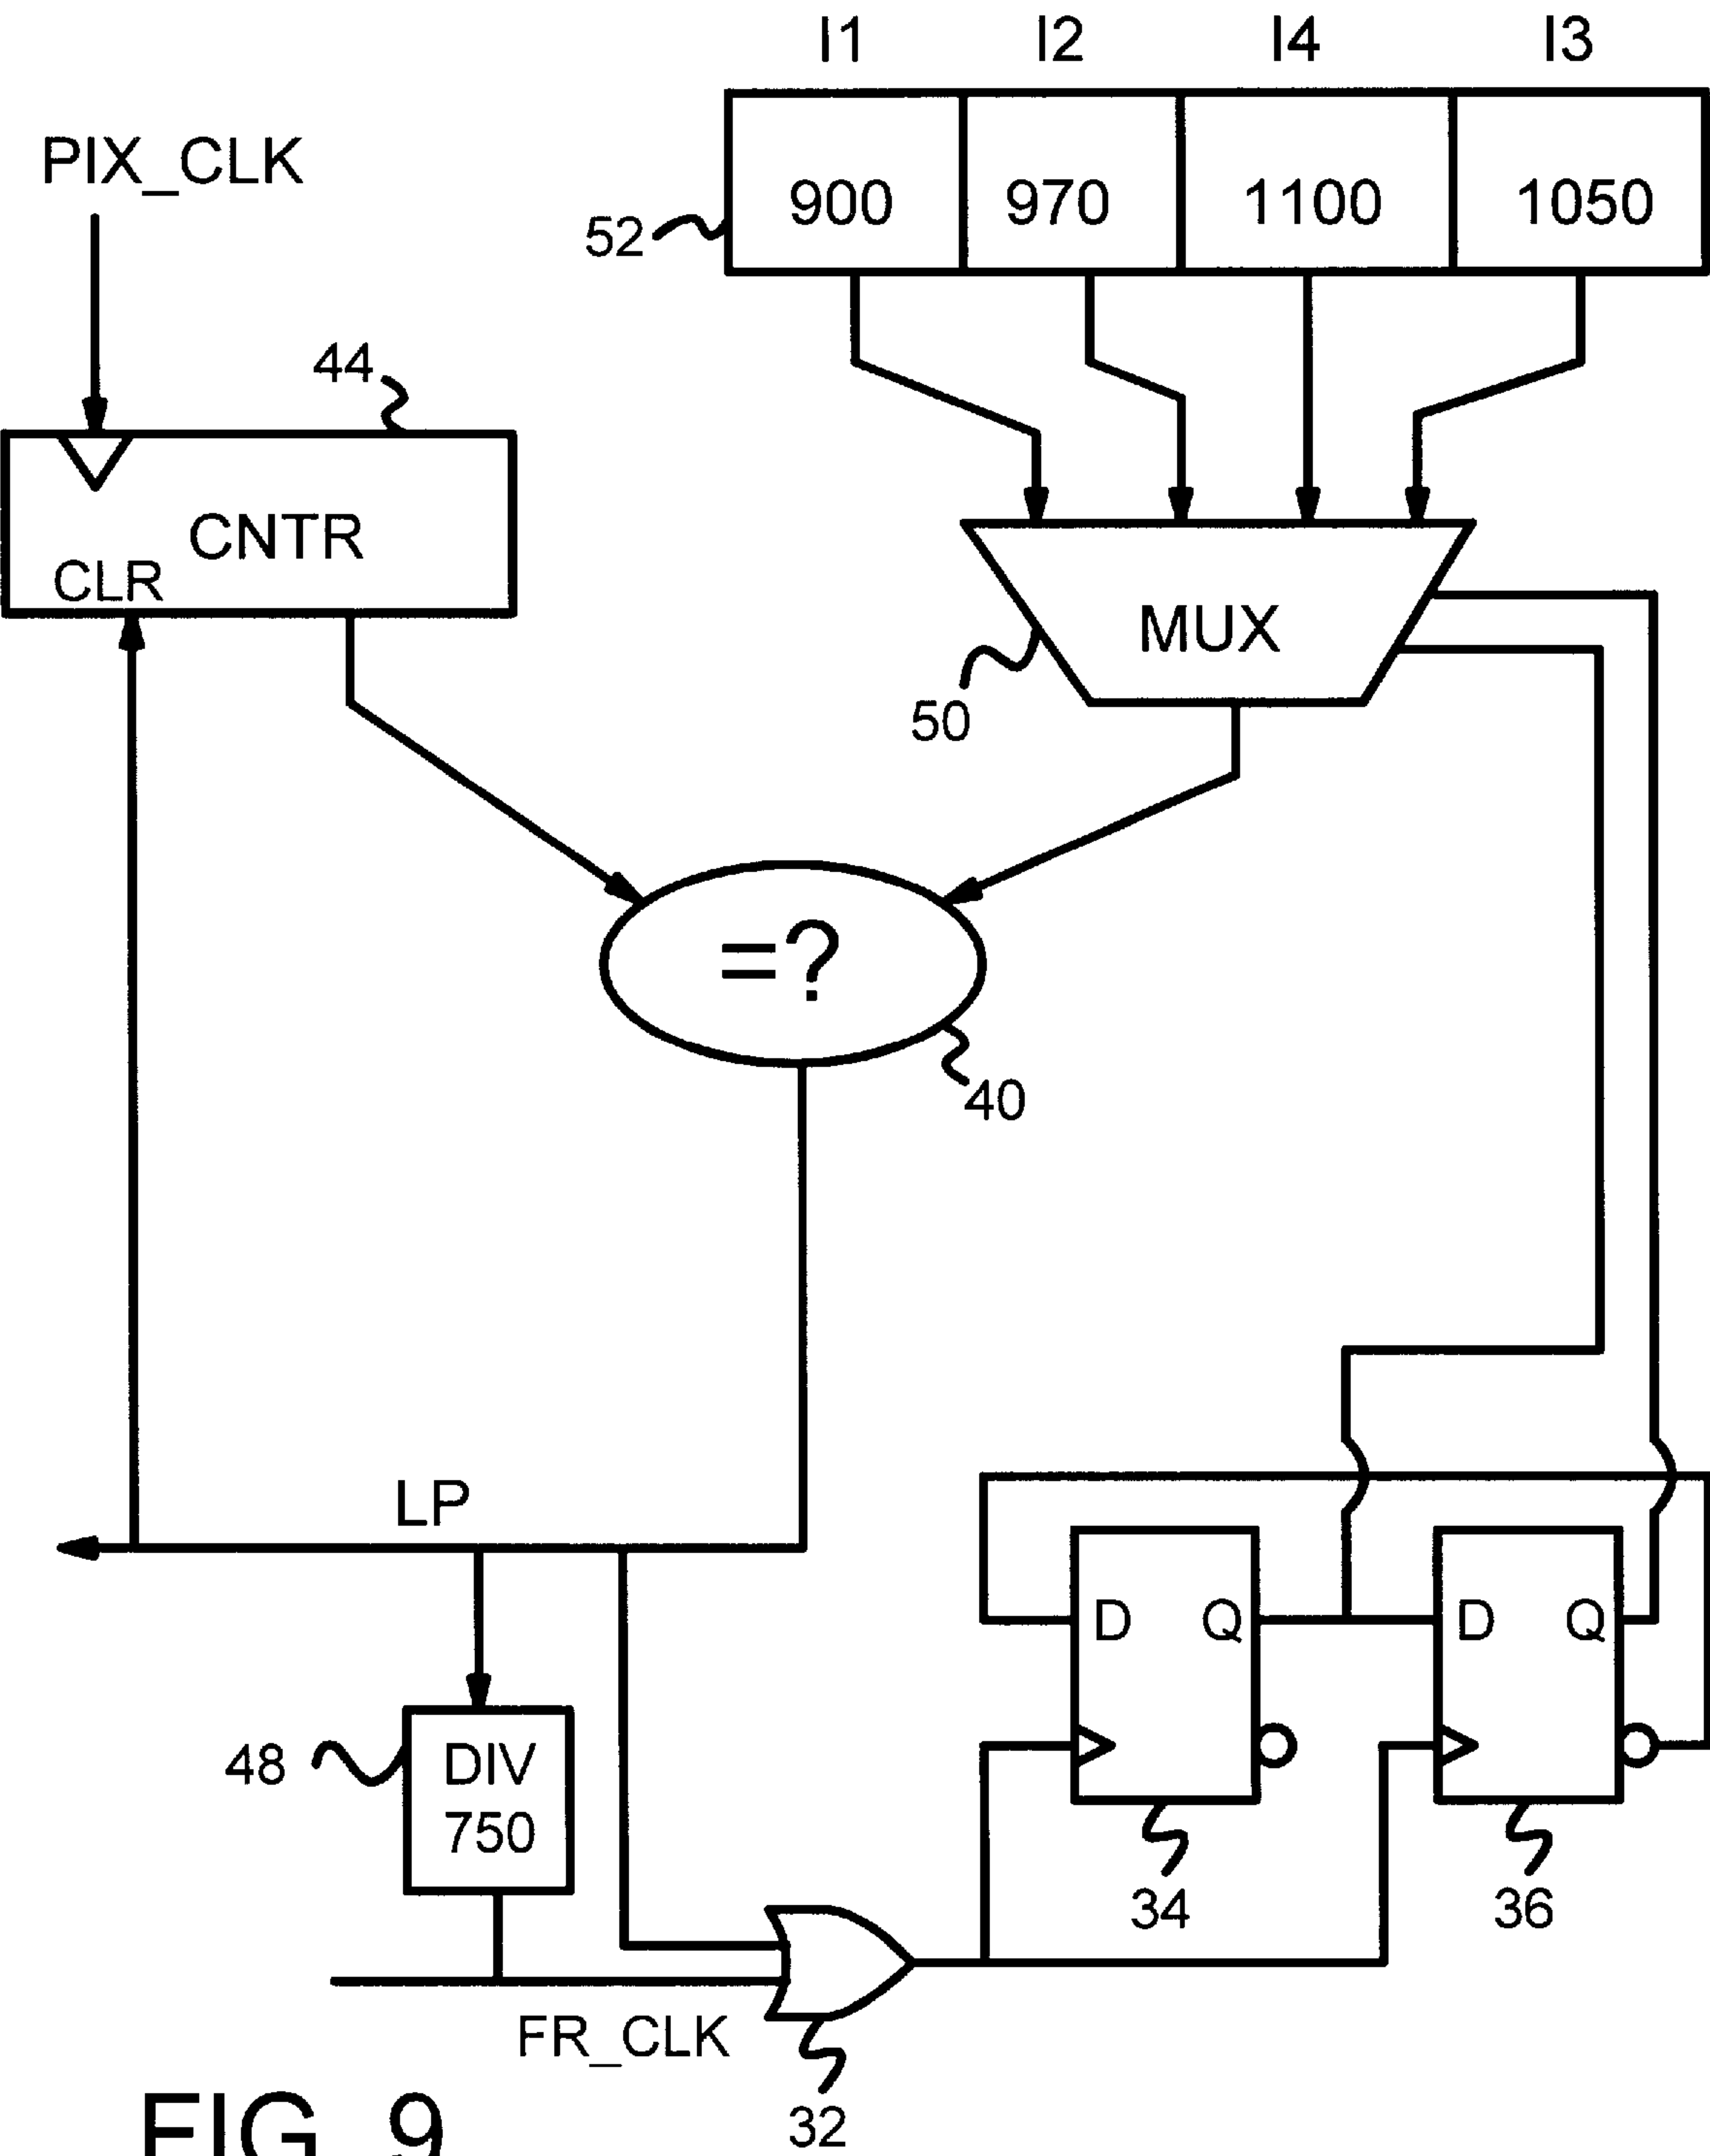 I1 I2 I4 I3
PIX_CLK
900 970 1100 1050
52
44
CNTR
CLR
MUX
50
=?
40
LP
D Q D Q
48
DIV
750
34 36
FR_CLK
32
FIG. 9